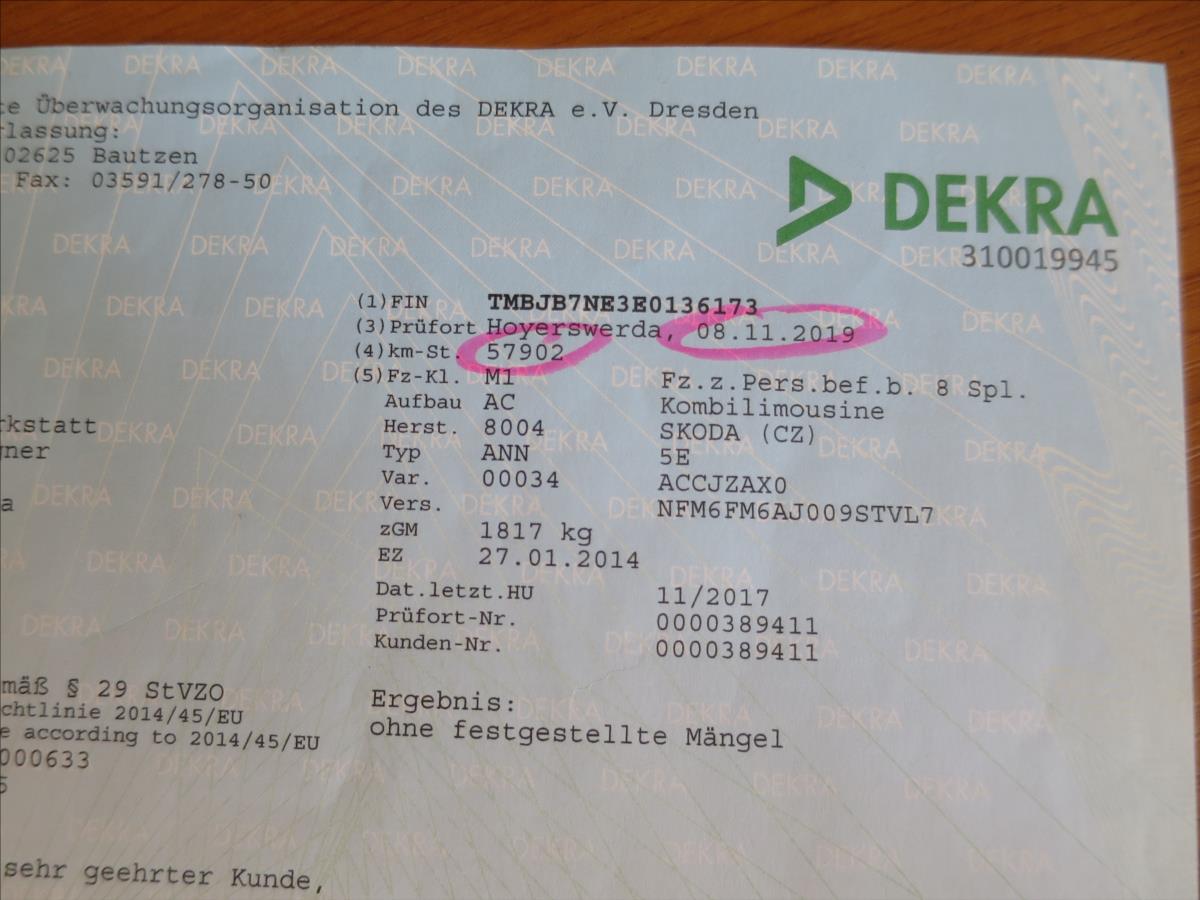 te Überwachungsorganisation des DEKRA e.V. Dresden
rlassung:
02625 Bautzen
Fax: 03591/278-50
DEKRA
310019945
(1) FIN TMBJB7NE3E0136173
(3) Prüfort Hoyerswerda, 08.11.2019
(4) km-St. 57902
(5) Fz-Kl. M1 Fz.z.Pers.bef.b. 8 Spl.
Aufbau AC Kombilimousine
Herst. 8004 SKODA (CZ)
Typ ANN 5E
Var. 00034 ACCJZAX0
Vers. NFM6FM6AJ009STVL7
zGM 1817 kg
EZ 27.01.2014
Dat.letzt.HU 11/2017
Prüfort-Nr. 0000389411
Kunden-Nr. 0000389411
rkstatt
gner
a
mäß § 29 StVZO
chtlinie 2014/45/EU
e according to 2014/45/EU
000633
5
Ergebnis:
ohne festgestellte Mängel
sehr geehrter Kunde,